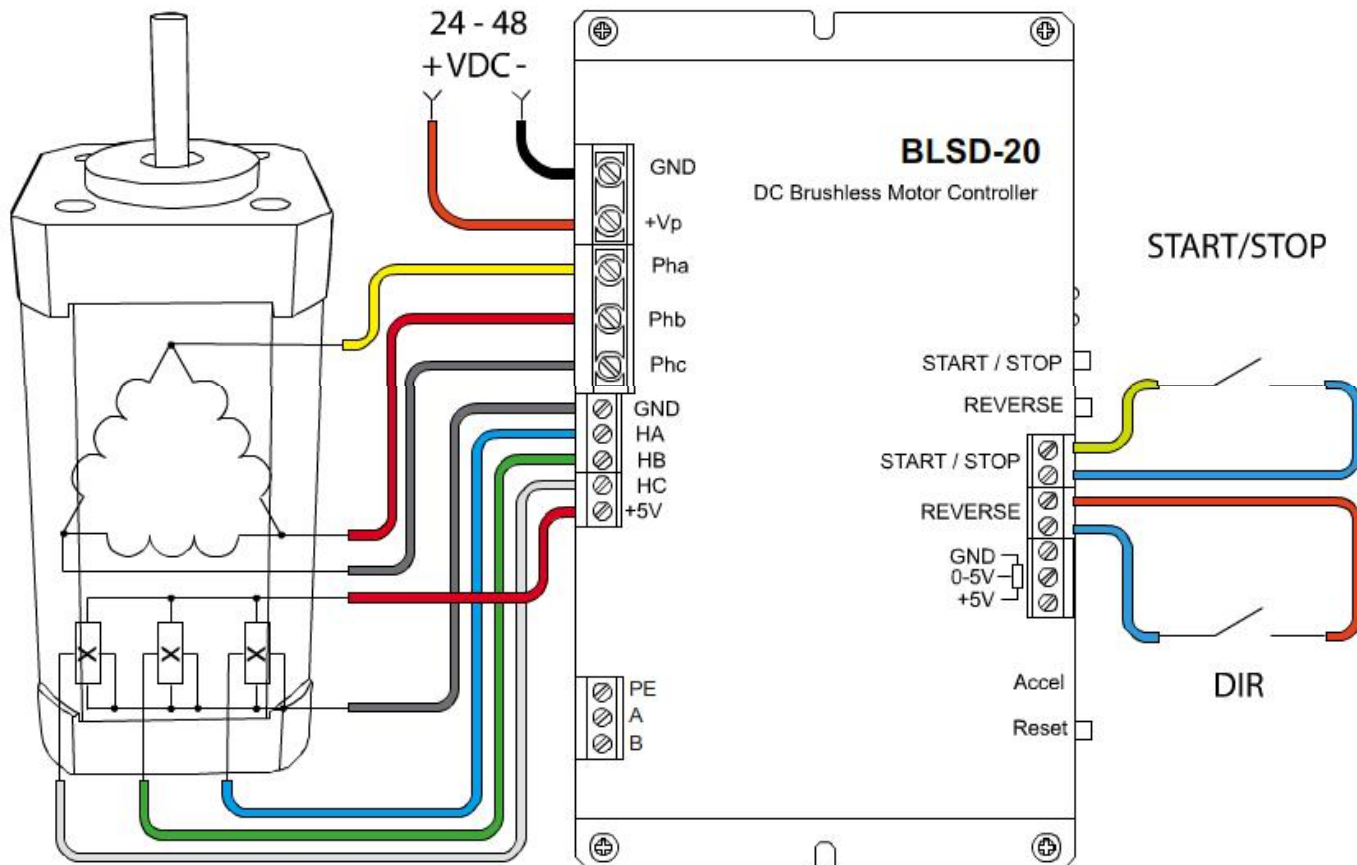 24 - 48
+ VDC -
BLSD-20
DC Brushless Motor Controller
GND
+Vp
Pha
Phb
Phc
GND
HA
HB
HC
+5V
PE
A
B
START / STOP
REVERSE
START / STOP
REVERSE
GND
0-5V
+5V
Accel
Reset
START/STOP
DIR